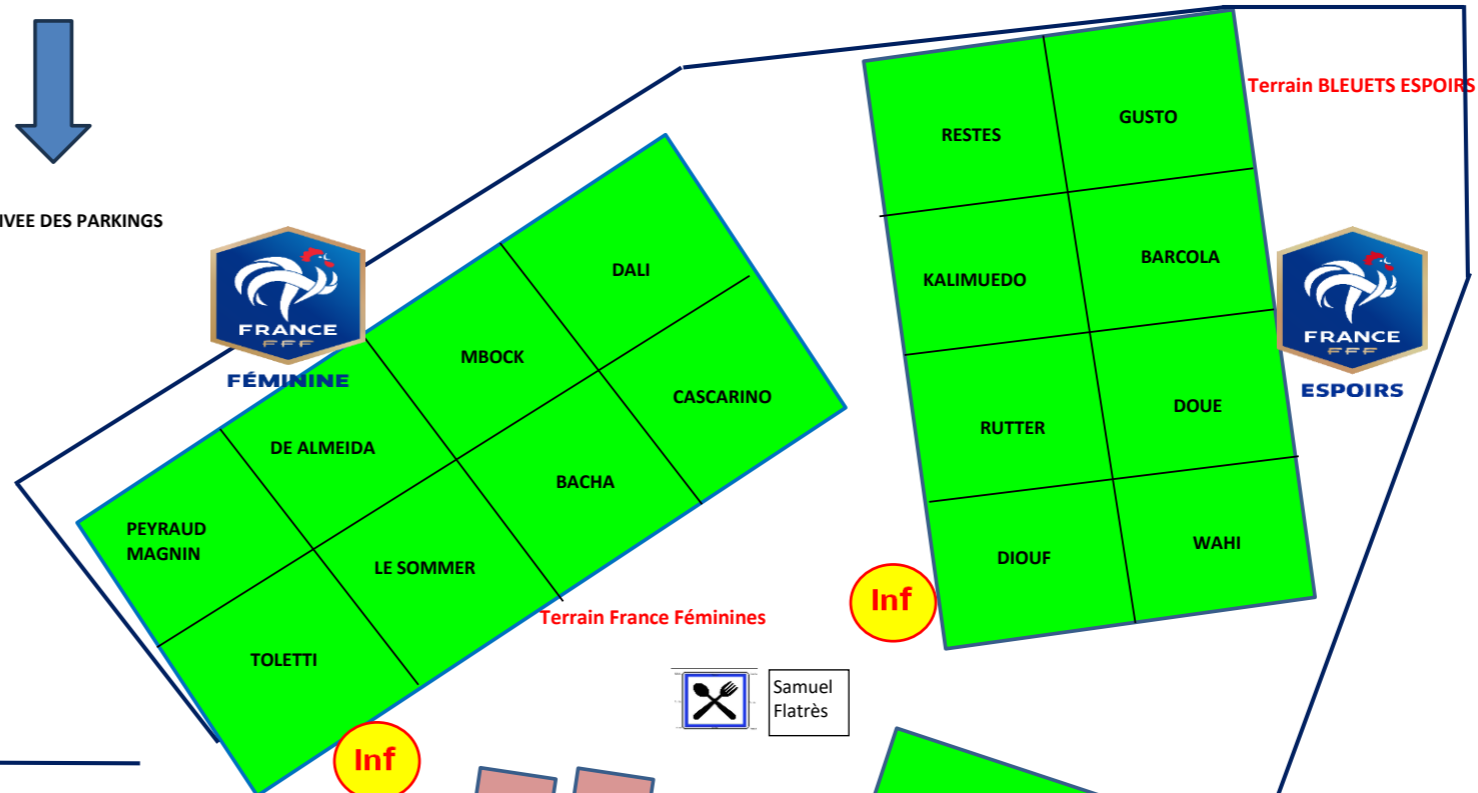 Terrain BLEUETS ESPOIRS
GUSTO
RESTES
IVEE DES PARKINGS
BARCOLA
DALI
KALIMUEDO
FRANCE
FFF
FÉMININE
FRANCE
FFF
ESPOIRS
MBOCK
CASCARINO
DOUE
RUTTER
DE ALMEIDA
BACHA
PEYRAUD
MAGNIN
WAHI
DIOUF
LE SOMMER
Inf
Terrain France Féminines
TOLETTI
Samuel
Flatrès
Inf